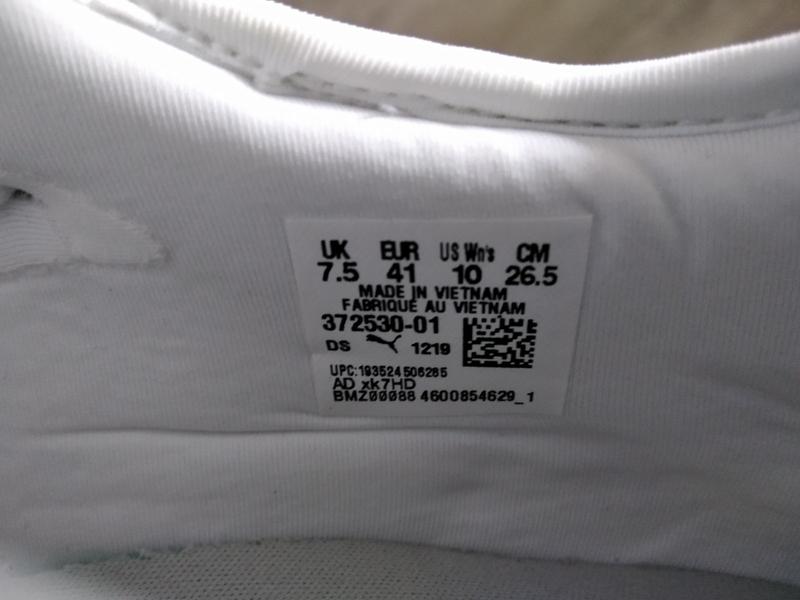 UK EUR US Wn's CM
7.5 41 10 26.5
MADE IN VIETNAM
FABRIQUÉ AU VIETNAM
372530-01
DS 1219
UPC:193524506285
AD xk7HD
BMZ00088 4600854629_1